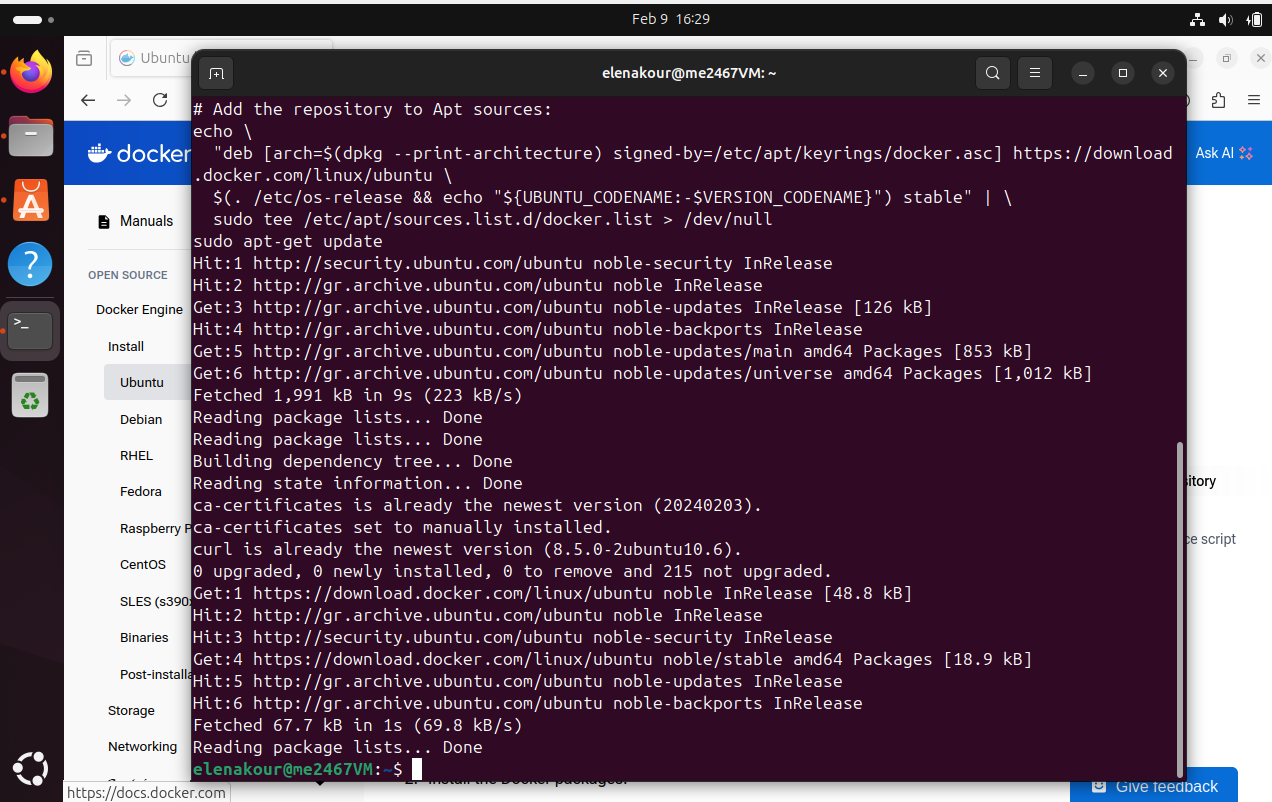 Feb 9 16:29
Ubuntu
elenakour@me2467VM: ~
docker
Ask AI
Manuals
OPEN SOURCE
Docker Engine
Install
Ubuntu
Debian
RHEL
Fedora
Raspberry P
CentOS
SLES (s390x
Binaries
Post-installa
Storage
Networking
# Add the repository to Apt sources:
echo \
"deb [arch=$(dpkg --print-architecture) signed-by=/etc/apt/keyrings/docker.asc] https://download
.docker.com/linux/ubuntu \
$(. /etc/os-release && echo "${UBUNTU_CODENAME:-$VERSION_CODENAME}") stable" | \
sudo tee /etc/apt/sources.list.d/docker.list > /dev/null
sudo apt-get update
Hit:1 http://security.ubuntu.com/ubuntu noble-security InRelease
Hit:2 http://gr.archive.ubuntu.com/ubuntu noble InRelease
Get:3 http://gr.archive.ubuntu.com/ubuntu noble-updates InRelease [126 kB]
Hit:4 http://gr.archive.ubuntu.com/ubuntu noble-backports InRelease
Get:5 http://gr.archive.ubuntu.com/ubuntu noble-updates/main amd64 Packages [853 kB]
Get:6 http://gr.archive.ubuntu.com/ubuntu noble-updates/universe amd64 Packages [1,012 kB]
Fetched 1,991 kB in 9s (223 kB/s)
Reading package lists... Done
Reading package lists... Done
Building dependency tree... Done
Reading state information... Done
ca-certificates is already the newest version (20240203).
ca-certificates set to manually installed.
curl is already the newest version (8.5.0-2ubuntu10.6).
0 upgraded, 0 newly installed, 0 to remove and 215 not upgraded.
Get:1 https://download.docker.com/linux/ubuntu noble InRelease [48.8 kB]
Hit:2 http://gr.archive.ubuntu.com/ubuntu noble InRelease
Hit:3 http://security.ubuntu.com/ubuntu noble-security InRelease
Get:4 https://download.docker.com/linux/ubuntu noble/stable amd64 Packages [18.9 kB]
Hit:5 http://gr.archive.ubuntu.com/ubuntu noble-updates InRelease
Hit:6 http://gr.archive.ubuntu.com/ubuntu noble-backports InRelease
Fetched 67.7 kB in 1s (69.8 kB/s)
Reading package lists... Done
elenakour@me2467VM:~$
sitory
ce script
2. Install the Docker packages.
Give feedback
https://docs.docker.com